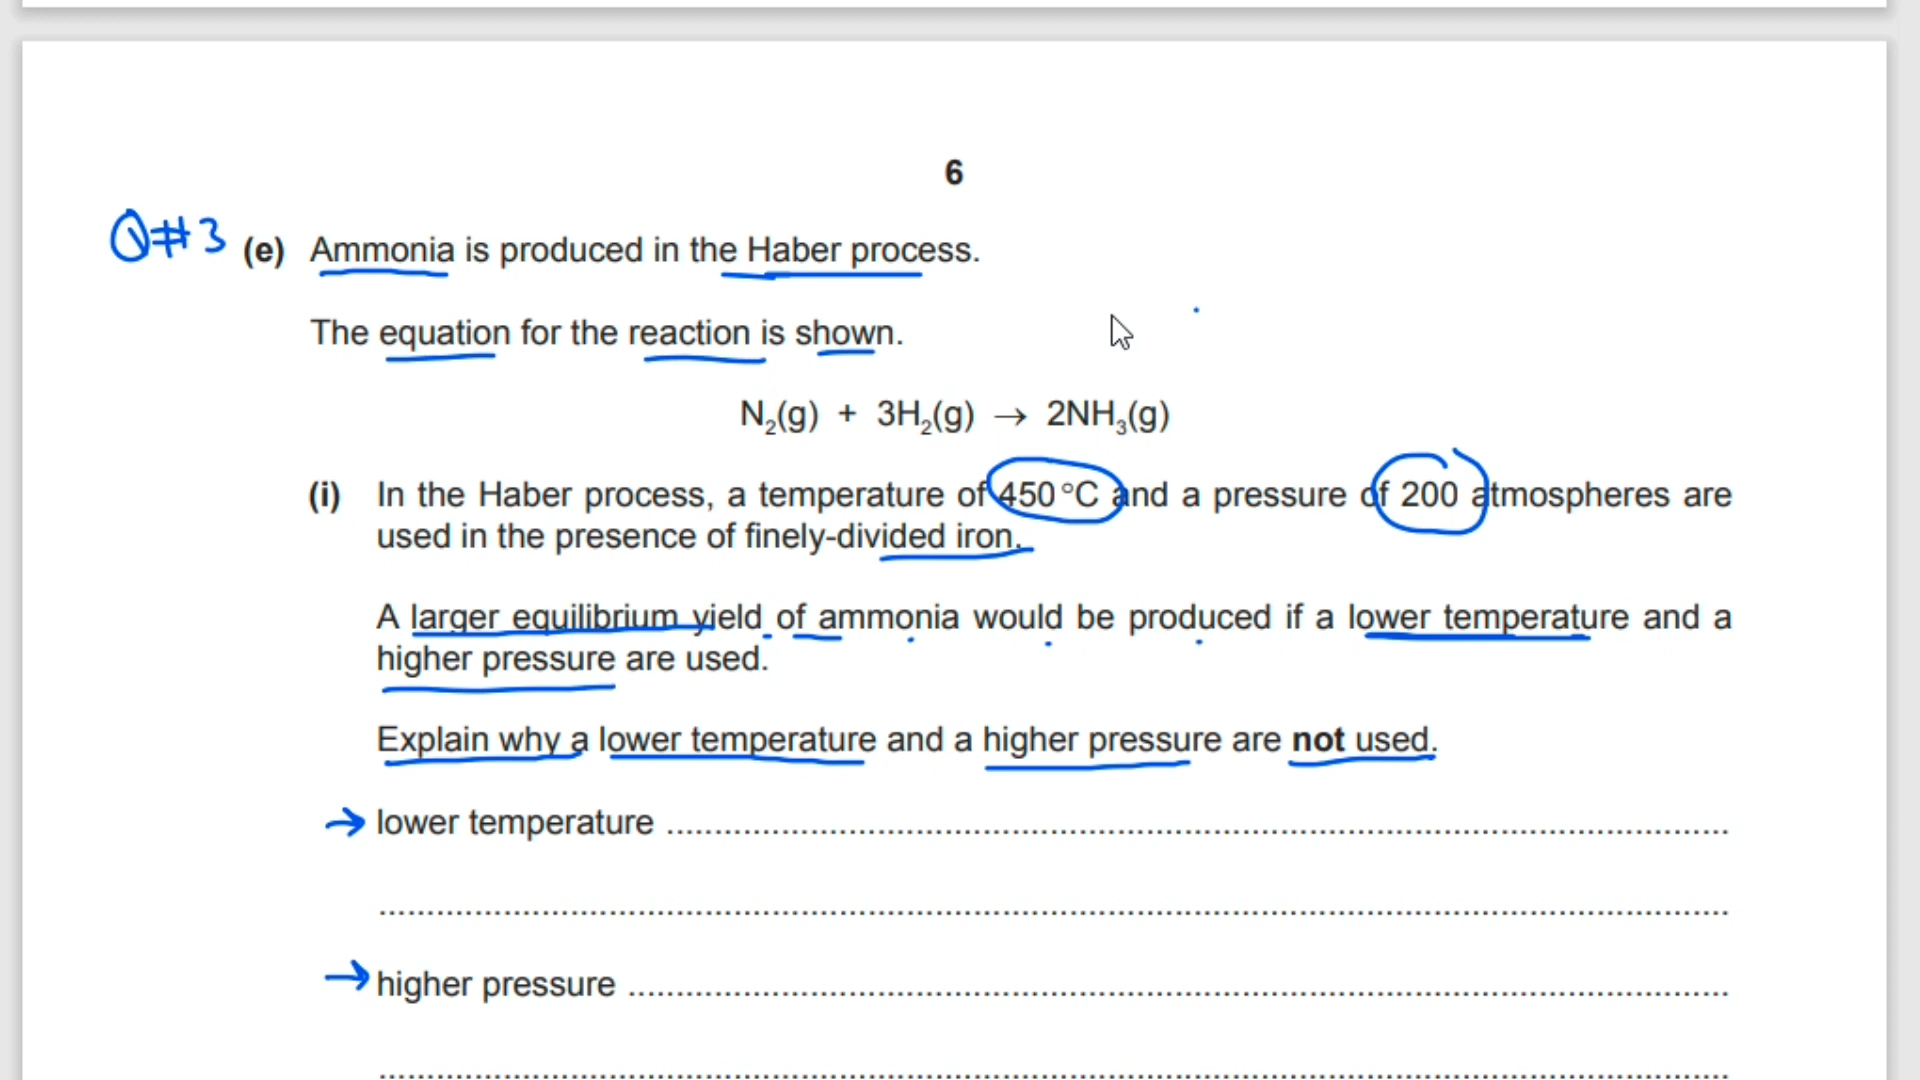 6
Q#3 (e) Ammonia is produced in the Haber process.
The equation for the reaction is shown.
N₂(g) + 3H₂(g) → 2NH₃(g)
(i) In the Haber process, a temperature of 450 °C and a pressure of 200 atmospheres are
used in the presence of finely-divided iron.
A larger equilibrium yield of ammonia would be produced if a lower temperature and a
higher pressure are used.
Explain why a lower temperature and a higher pressure are not used.
→ lower temperature ..........................................................................................
..........................................................................................
→ higher pressure ..........................................................................................
..........................................................................................